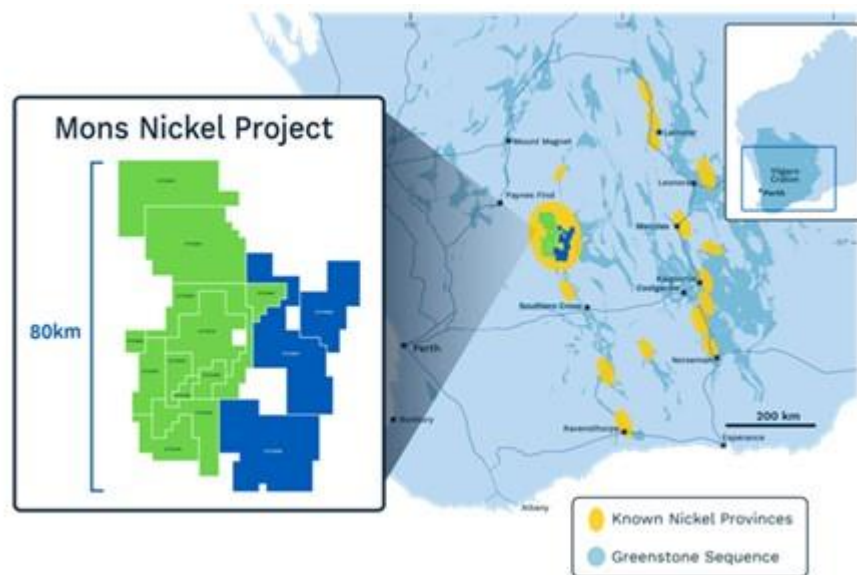 Mons Nickel Project
80km
Mount Magnet
Paynes Find
Leinster
Leonora
Menzies
Kalgoorlie
Coolgardie
Southern Cross
Perth
Norseman
Bunbury
Ravensthorpe
Esperance
Albany
200 km
Yilgarn
Craton
Perth
Known Nickel Provinces
Greenstone Sequence